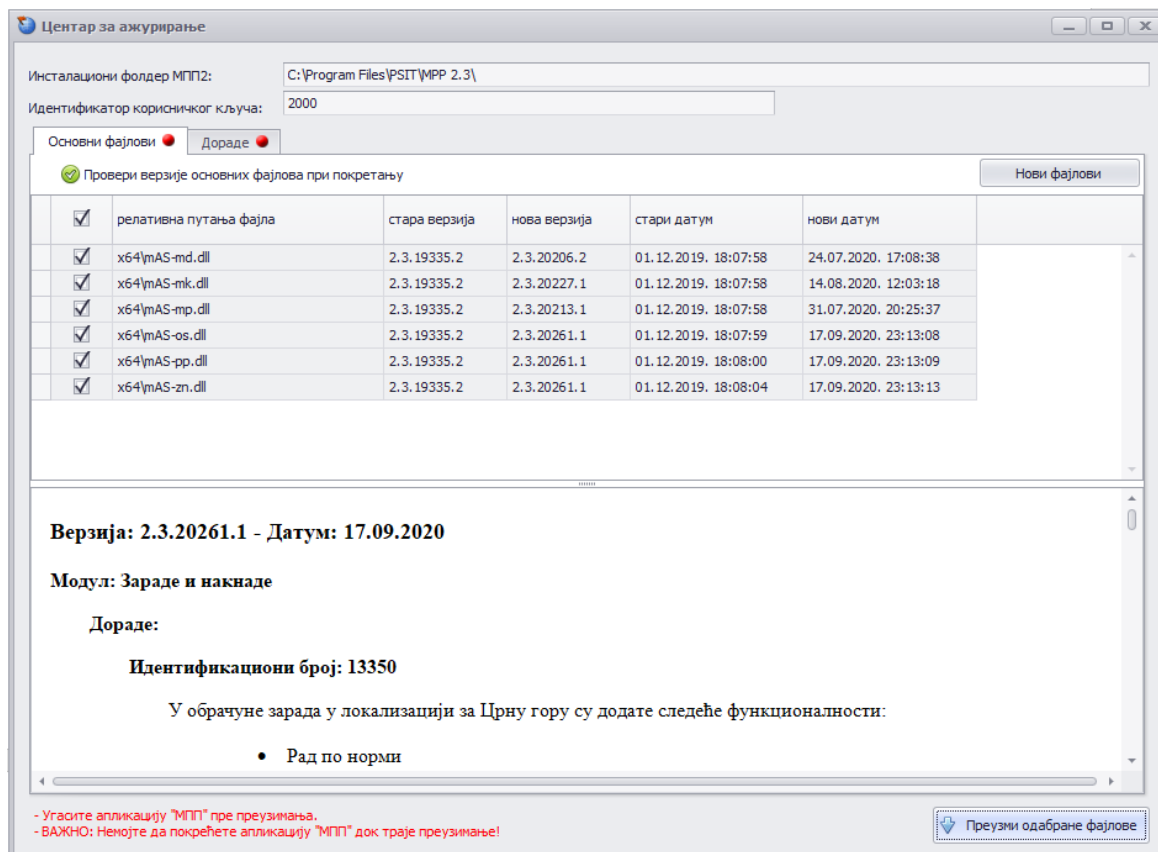 Центар за ажурирање
Инсталациони фолдер МПП2: C:\Program Files\PSIT\MPP 2.3\
Идентификатор корисничког кључа: 2000
Основни фајлови Дораде
Провери верзије основних фајлова при покретању Нови фајлови
релативна путања фајла стара верзија нова верзија стари датум нови датум
x64\mAS-md.dll 2.3.19335.2 2.3.20206.2 01.12.2019. 18:07:58 24.07.2020. 17:08:38
x64\mAS-mk.dll 2.3.19335.2 2.3.20227.1 01.12.2019. 18:07:58 14.08.2020. 12:03:18
x64\mAS-mp.dll 2.3.19335.2 2.3.20213.1 01.12.2019. 18:07:58 31.07.2020. 20:25:37
x64\mAS-os.dll 2.3.19335.2 2.3.20261.1 01.12.2019. 18:07:59 17.09.2020. 23:13:08
x64\mAS-pp.dll 2.3.19335.2 2.3.20261.1 01.12.2019. 18:08:00 17.09.2020. 23:13:09
x64\mAS-zn.dll 2.3.19335.2 2.3.20261.1 01.12.2019. 18:08:04 17.09.2020. 23:13:13
Верзија: 2.3.20261.1 - Датум: 17.09.2020
Модул: Зараде и накнаде
Дораде:
Идентификациони број: 13350
У обрачуне зарада у локализацији за Црну гору су додате следеће функционалности:
• Рад по норми
- Угасите апликацију "МПП" пре преузимања.
- ВАЖНО: Немојте да покрећете апликацију "МПП" док траје преузимање!
Преузми одабране фајлове